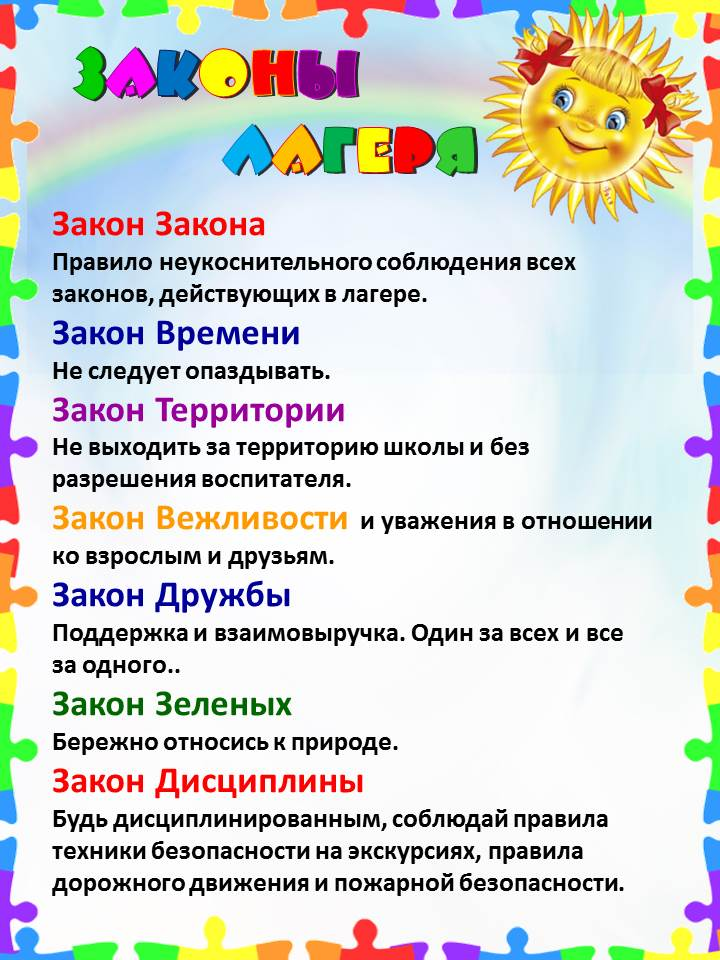 ЗАКОНЫ
ЛАГЕРЯ
Закон Закона
Правило неукоснительного соблюдения всех
законов, действующих в лагере.
Закон Времени
Не следует опаздывать.
Закон Территории
Не выходить за территорию школы и без
разрешения воспитателя.
Закон Вежливости и уважения в отношении
ко взрослым и друзьям.
Закон Дружбы
Поддержка и взаимовыручка. Один за всех и все
за одного..
Закон Зеленых
Бережно относись к природе.
Закон Дисциплины
Будь дисциплинированным, соблюдай правила
техники безопасности на экскурсиях, правила
дорожного движения и пожарной безопасности.